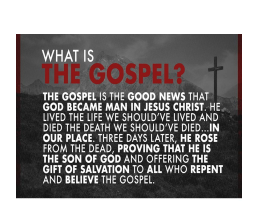 WHAT IS
THE GOSPEL?
THE GOSPEL IS THE GOOD NEWS THAT
GOD BECAME MAN IN JESUS CHRIST. HE
LIVED THE LIFE WE SHOULD'VE LIVED AND
DIED THE DEATH WE SHOULD'VE DIED...IN
OUR PLACE. THREE DAYS LATER, HE ROSE
FROM THE DEAD, PROVING THAT HE IS
THE SON OF GOD AND OFFERING THE
GIFT OF SALVATION TO ALL WHO REPENT
AND BELIEVE THE GOSPEL.